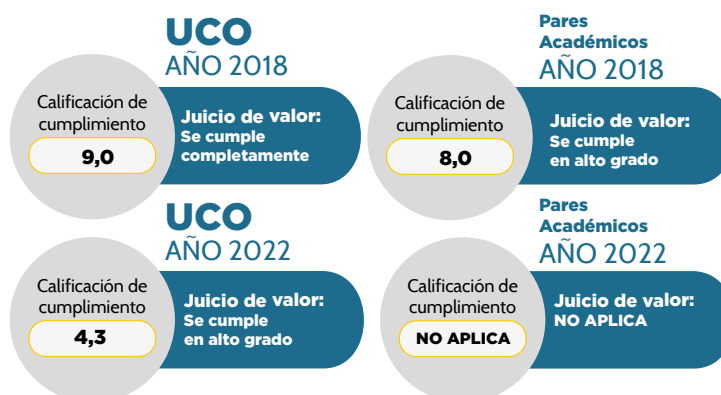 UCO
AÑO 2018
Calificación de
cumplimiento
9,0
Juicio de valor:
Se cumple
completamente
Pares
Académicos
AÑO 2018
Calificación de
cumplimiento
8,0
Juicio de valor:
Se cumple
en alto grado
UCO
AÑO 2022
Calificación de
cumplimiento
4,3
Juicio de valor:
Se cumple
en alto grado
Pares
Académicos
AÑO 2022
Calificación de
cumplimiento
NO APLICA
Juicio de valor:
NO APLICA